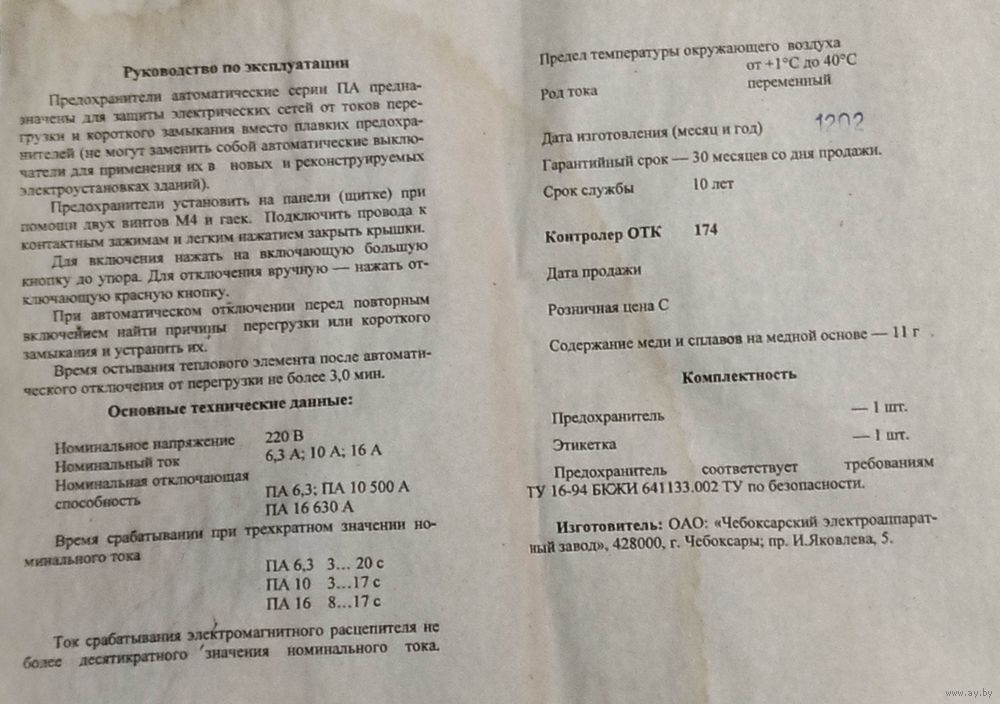 Руководство по эксплуатации
Предохранители автоматические серии ПА предна-
значены для защиты электрических сетей от токов пере-
грузки и короткого замыкания вместо плавких предохра-
нителей (не могут заменить собой автоматические выклю-
чатели для применения их в новых и реконструируемых
электроустановках зданий).
Предохранители установить на панели (щитке) при
помощи двух винтов М4 и гаек. Подключить провода к
контактным зажимам и легким нажатием закрыть крышки.
Для включения нажать на включающую большую
кнопку до упора. Для отключения вручную — нажать от-
ключающую красную кнопку.
При автоматическом отключении перед повторным
включением найти причины перегрузки или короткого
замыкания и устранить их.
Время остывания теплового элемента после автомати-
ческого отключения от перегрузки не более 3,0 мин.
Основные технические данные:
Номинальное напряжение 220 В
Номинальный ток 6,3 А; 10 А; 16 А
Номинальная отключающая
способность ПА 6,3; ПА 10 500 А
ПА 16 630 А
Время срабатывании при трехкратном значении но-
минального тока
ПА 6,3 3... 20 с
ПА 10 3...17 с
ПА 16 8...17 с
Ток срабатывания электромагнитного расцепителя не
более десятикратного значения номинального тока.
Предел температуры окружающего воздуха
от +1°С до 40°С
Род тока переменный
Дата изготовления (месяц и год) 1202
Гарантийный срок — 30 месяцев со дня продажи.
Срок службы 10 лет
Контролер ОТК 174
Дата продажи
Розничная цена С
Содержание меди и сплавов на медной основе — 11 г
Комплектность
Предохранитель — 1 шт.
Этикетка — 1 шт.
Предохранитель соответствует требованиям
ТУ 16-94 БКЖИ 641133.002 ТУ по безопасности.
Изготовитель: ОАО: «Чебоксарский электроаппарат-
ный завод», 428000, г. Чебоксары; пр. И.Яковлева, 5.
www.ay.by